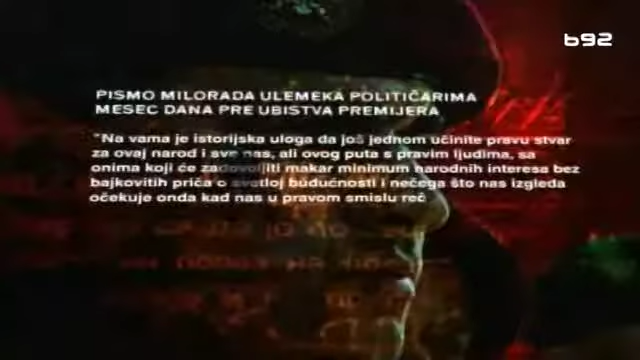 b92
PISMO MILORADA ULEMEKA POLITIČARIMA
MESEC DANA PRE UBISTVA PREMIJERA
"Na vama je istorijska uloga da još jednom učinite pravu stvar
za ovaj narod i sve nas, ali ovog puta s pravim ljudima, sa
onima koji će zadovoljiti makar minimum narodnih interesa bez
bajkovitih priča o svetloj budućnosti i nečega što nas izgleda
očekuje onda kad nas u pravom smislu reč